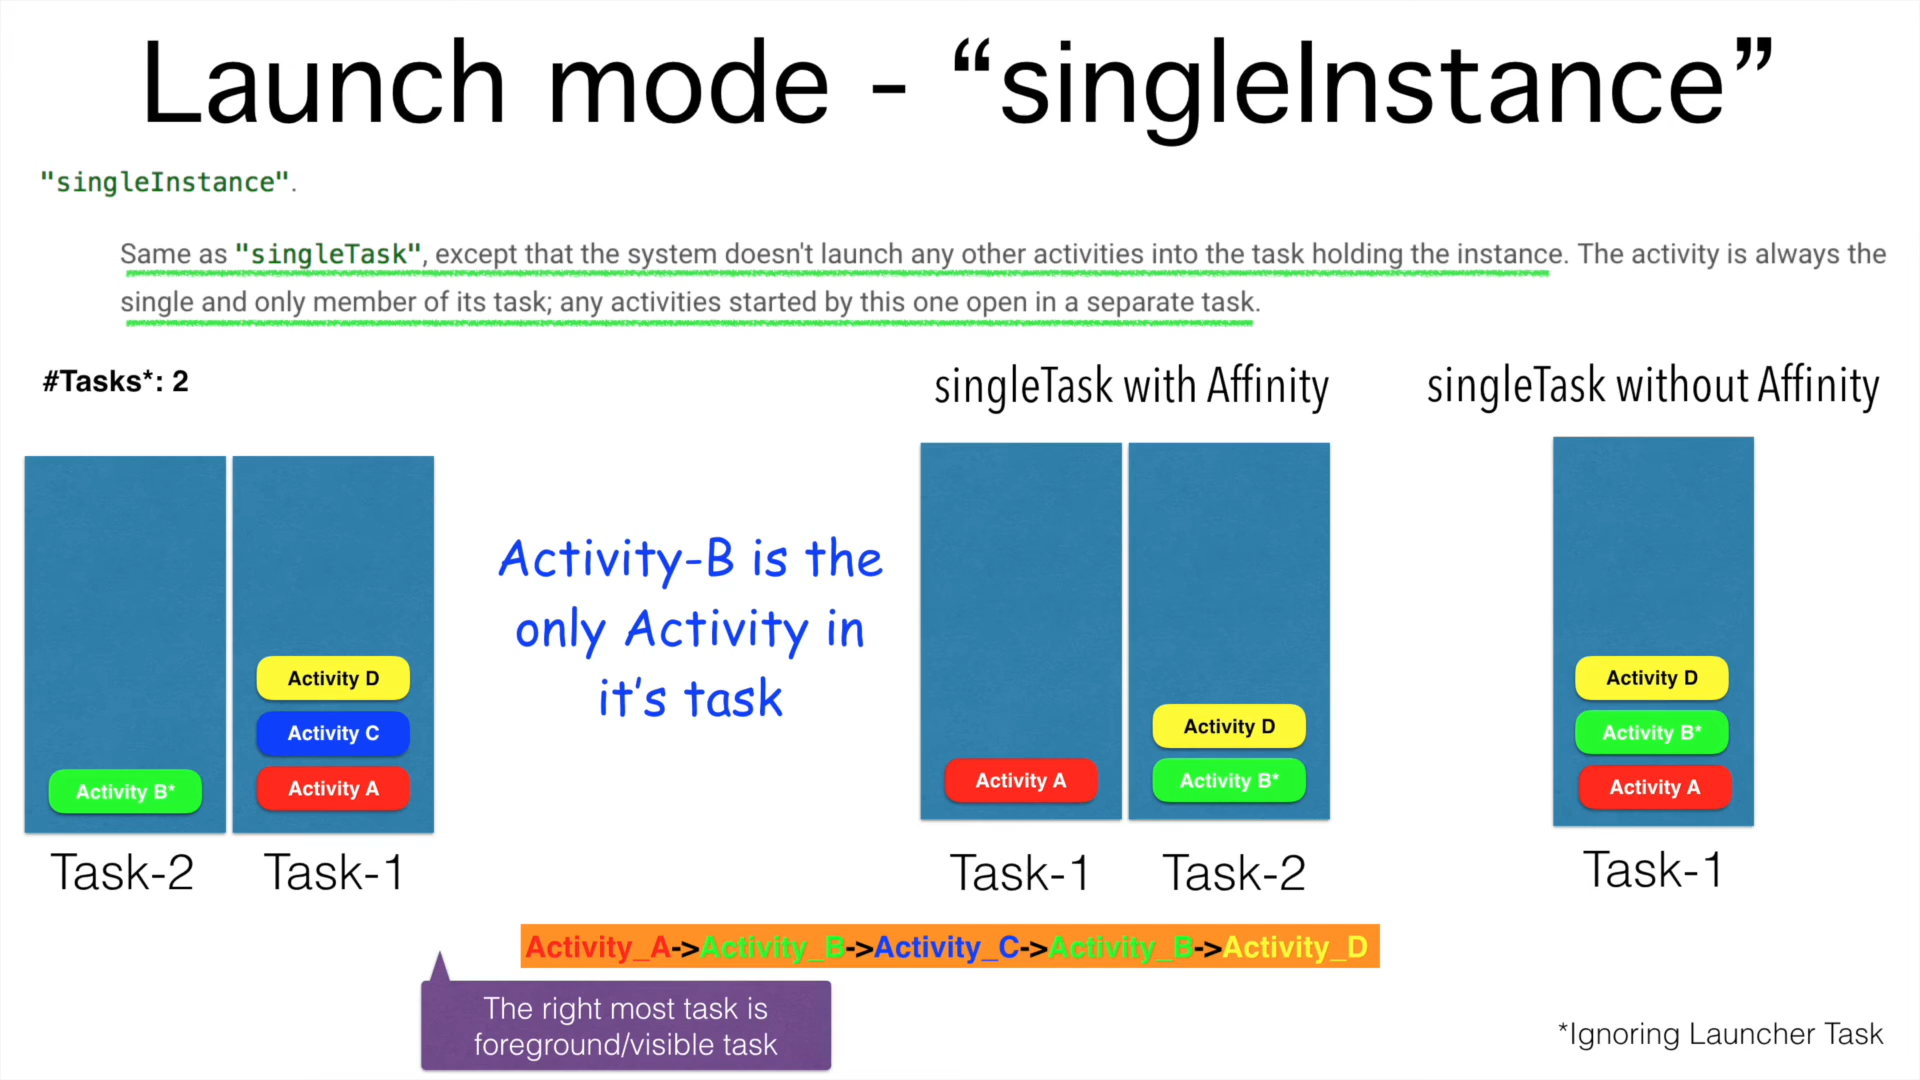 Launch mode - “singleInstance”
"singleInstance".
Same as "singleTask", except that the system doesn't launch any other activities into the task holding the instance. The activity is always the
single and only member of its task; any activities started by this one open in a separate task.
#Tasks*: 2
singleTask with Affinity
singleTask without Affinity
Activity-B is the
only Activity in
it’s task
Activity D
Activity C
Activity B*
Activity A
Task-2
Task-1
Activity D
Activity A
Activity B*
Task-1
Task-2
Activity D
Activity B*
Activity A
Task-1
Activity_A->Activity_B->Activity_C->Activity_B->Activity_D
The right most task is
foreground/visible task
*Ignoring Launcher Task